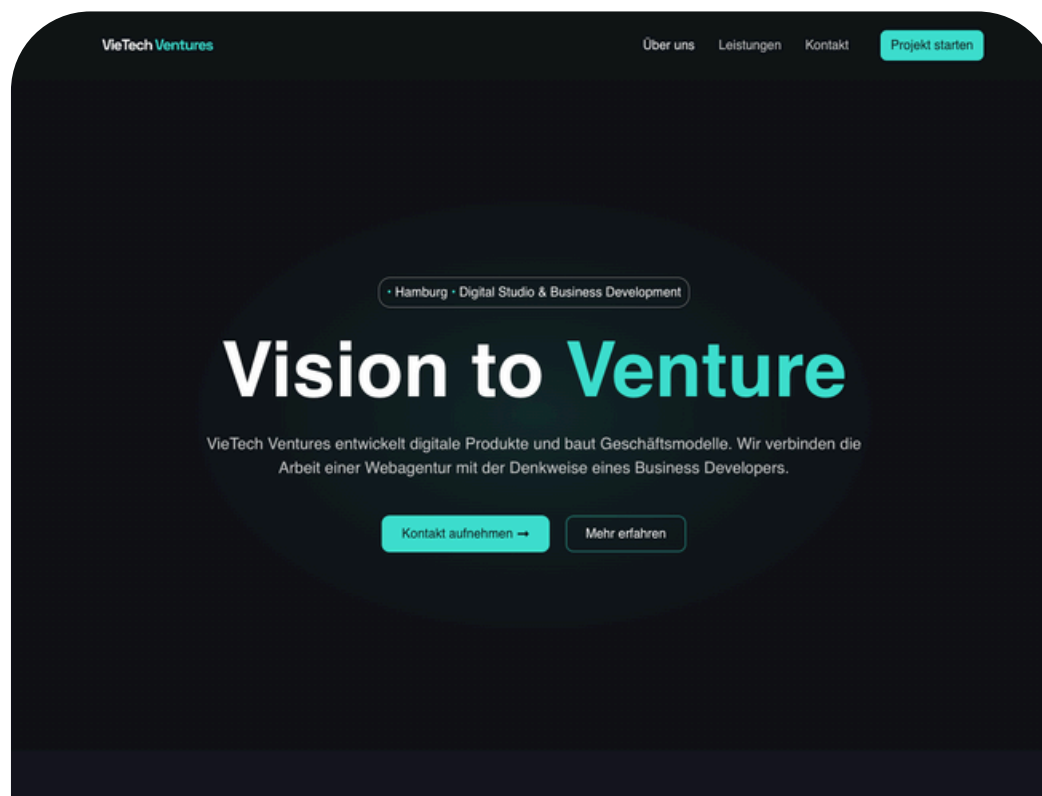 VieTech Ventures
Über uns
Leistungen
Kontakt
Projekt starten
• Hamburg • Digital Studio & Business Development
Vision to Venture
VieTech Ventures entwickelt digitale Produkte und baut Geschäftsmodelle. Wir verbinden die
Arbeit einer Webagentur mit der Denkweise eines Business Developers.
Kontakt aufnehmen →
Mehr erfahren